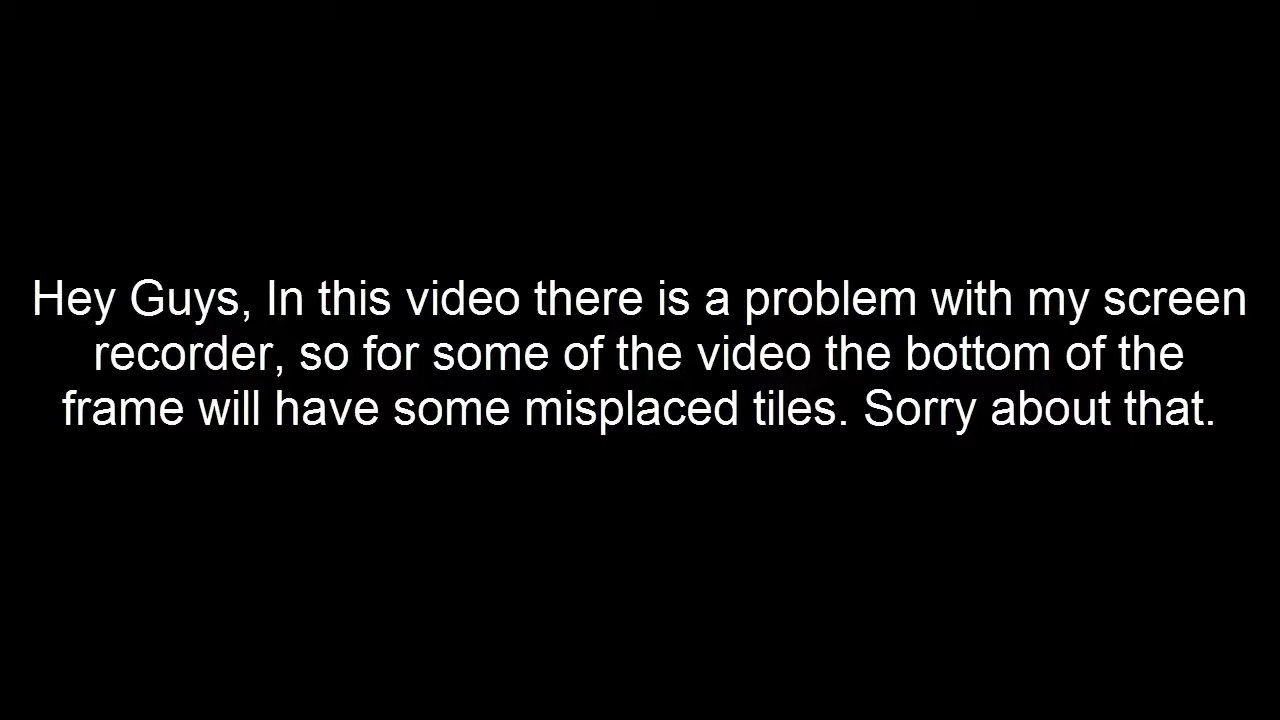 Hey Guys, In this video there is a problem with my screen
recorder, so for some of the video the bottom of the
frame will have some misplaced tiles. Sorry about that.